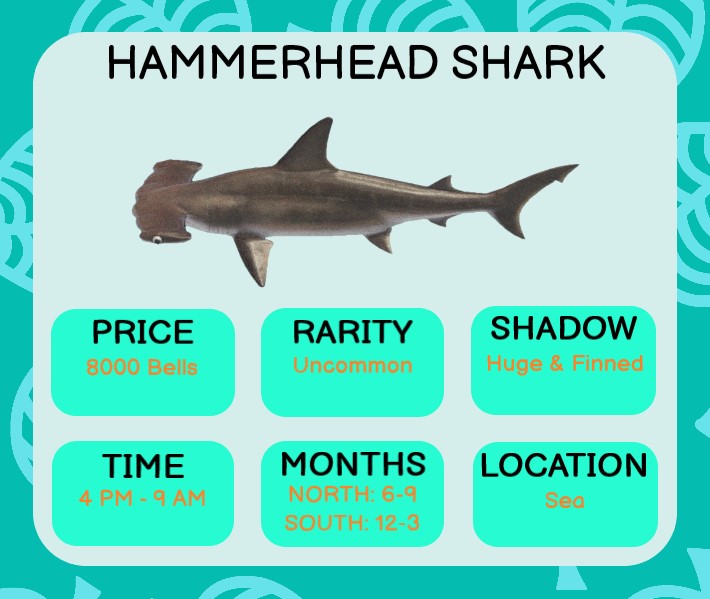 HAMMERHEAD SHARK
PRICE
8000 Bells
RARITY
Uncommon
SHADOW
Huge & Finned
TIME
4 PM - 9 AM
MONTHS
NORTH: 6-9
SOUTH: 12-3
LOCATION
Sea